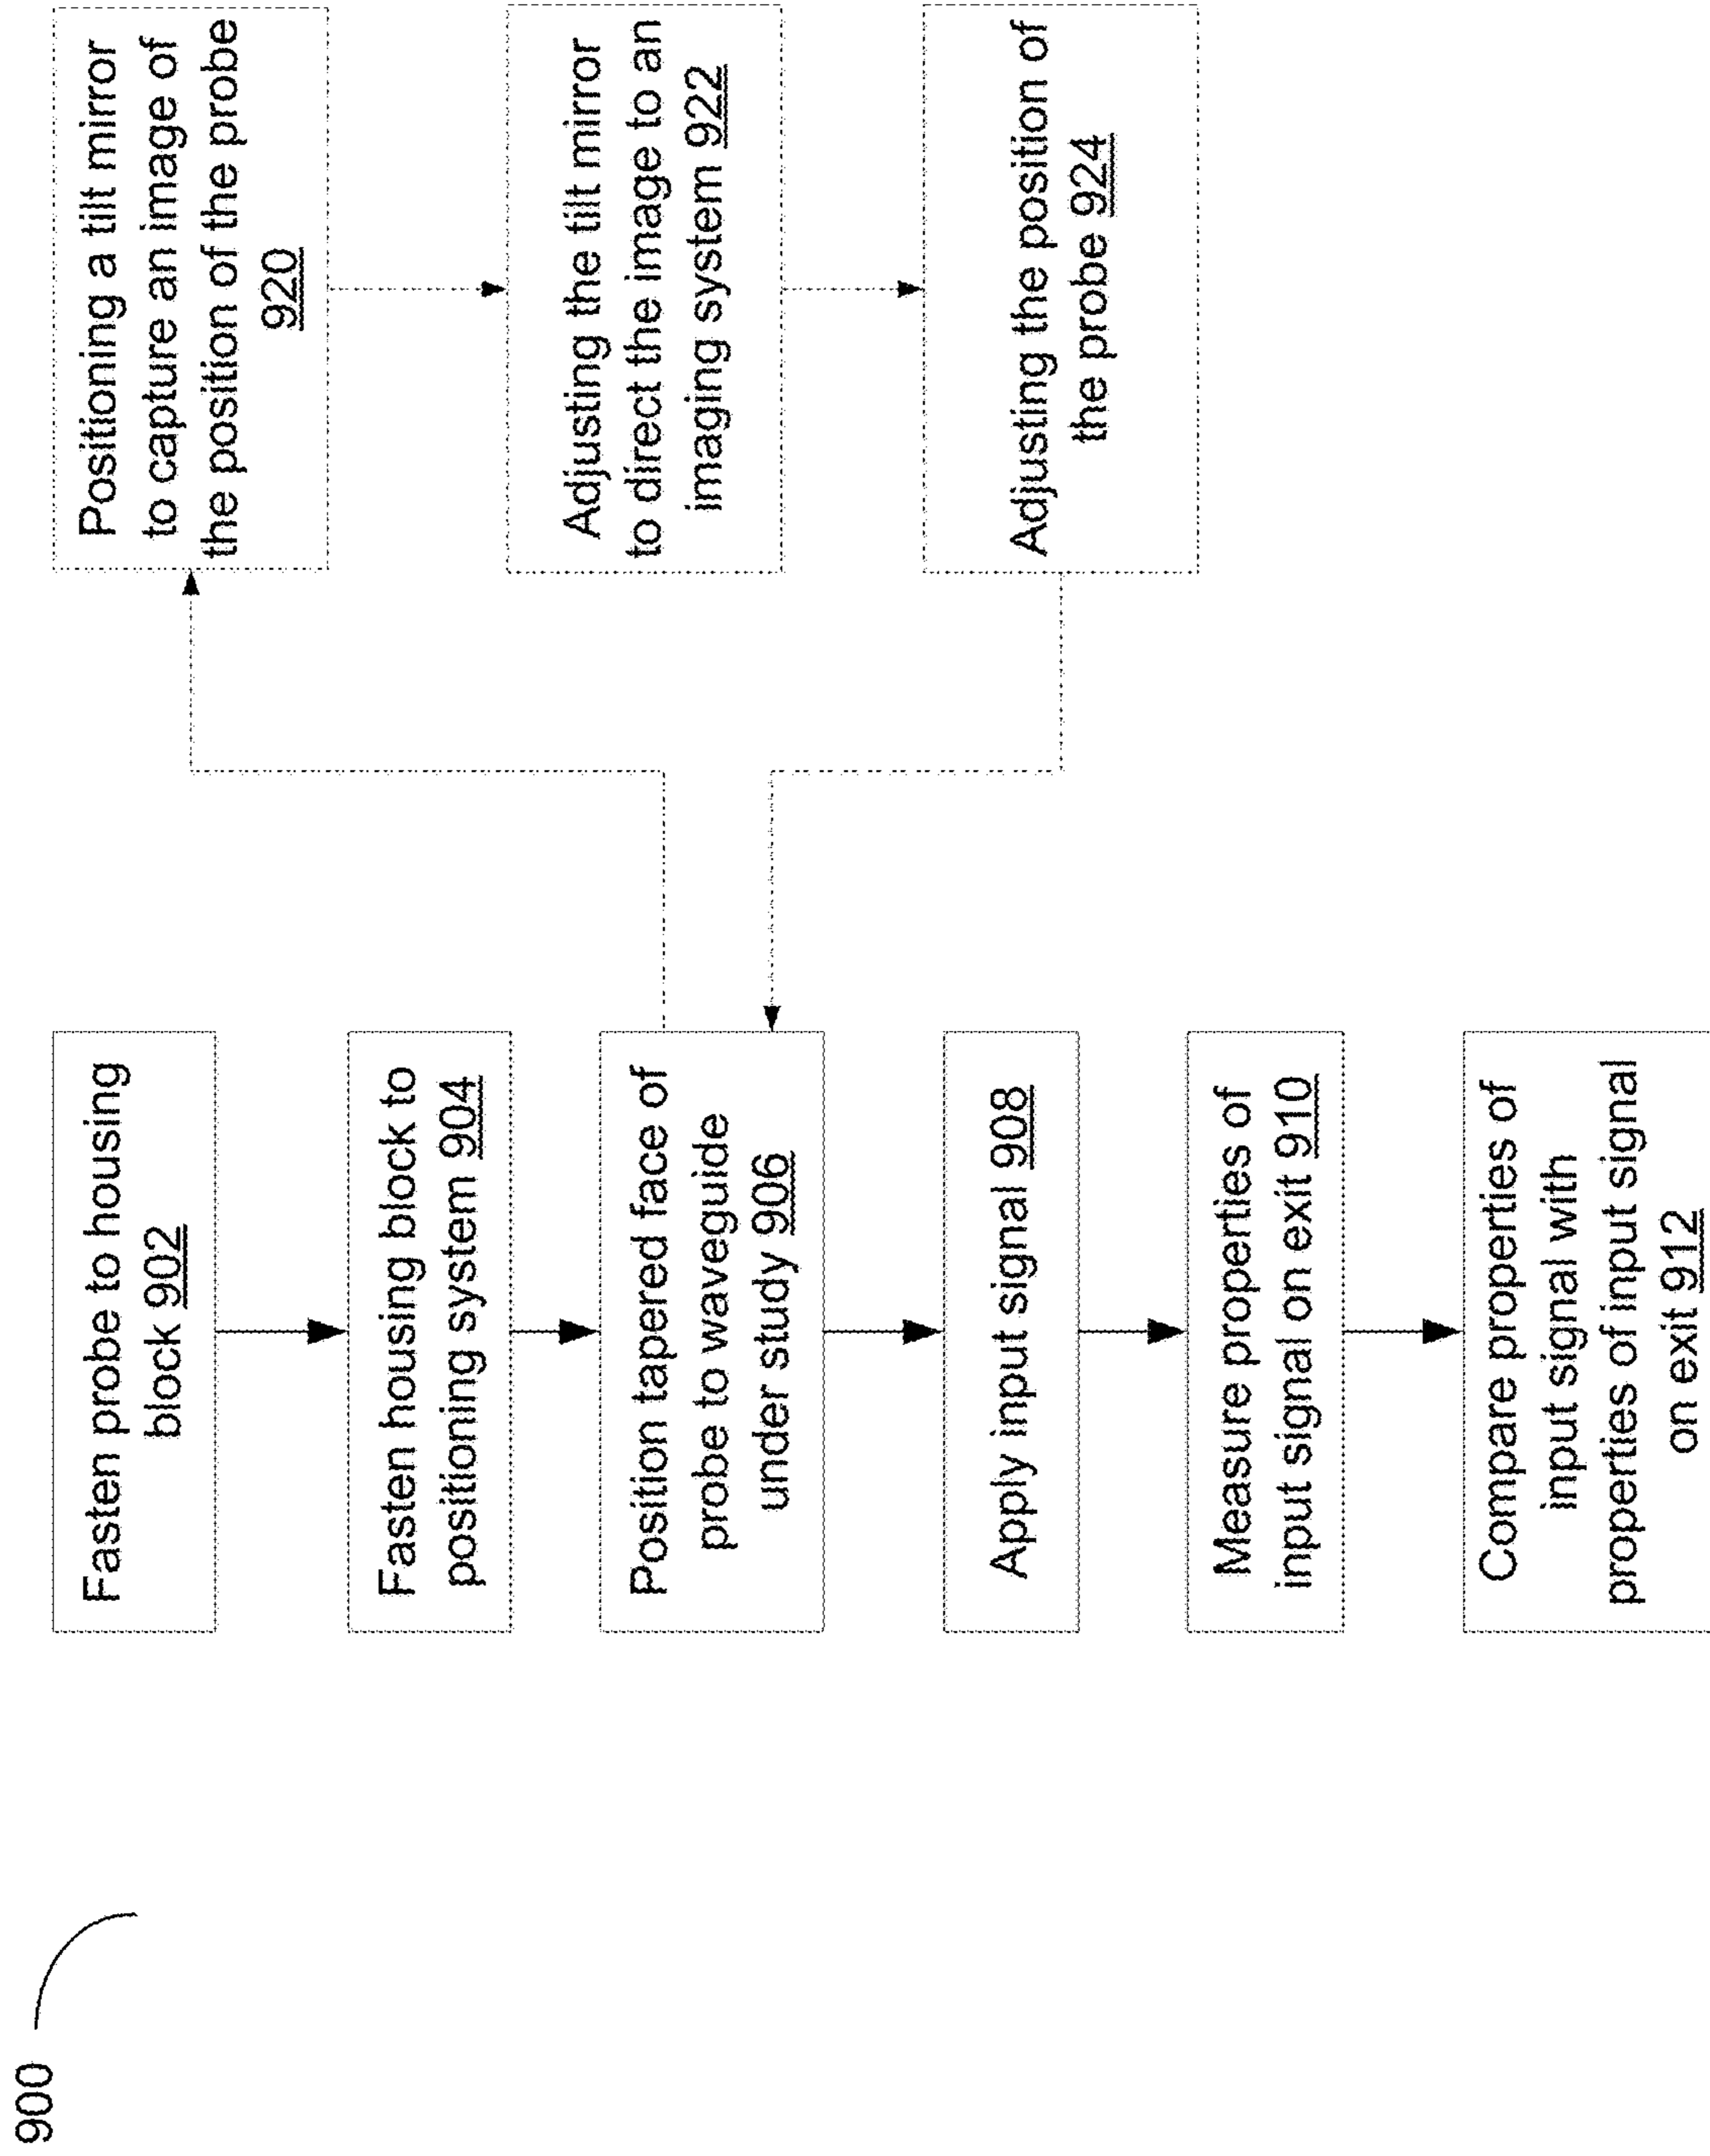 900
Fasten probe to housing
block 902
Fasten housing block to
positioning system 904
Position tapered face of
probe to waveguide
under study 906
Apply input signal 908
Measure properties of
input signal on exit 910
Compare properties of
input signal with
properties of input signal
on exit 912
Positioning a tilt mirror
to capture an image of
the position of the probe
920
Adjusting the tilt mirror
to direct the image to an
imaging system 922
Adjusting the position of
the probe 924